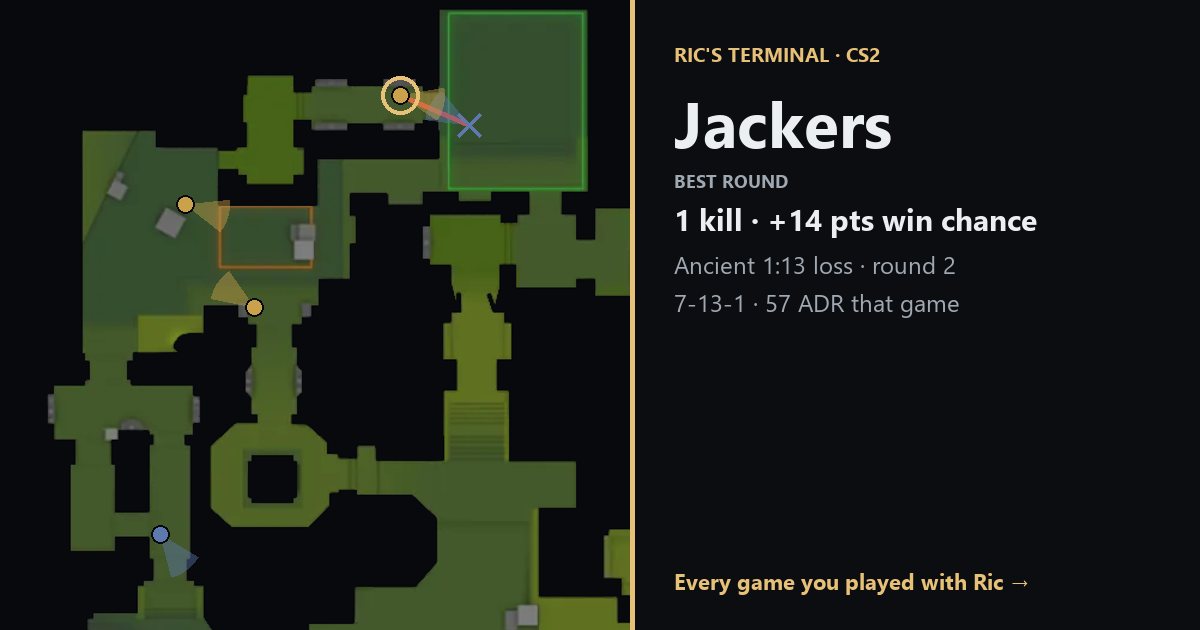 RIC'S TERMINAL · CS2
Jackers
BEST ROUND
1 kill · +14 pts win chance
Ancient 1:13 loss · round 2
7-13-1 · 57 ADR that game
Every game you played with Ric →